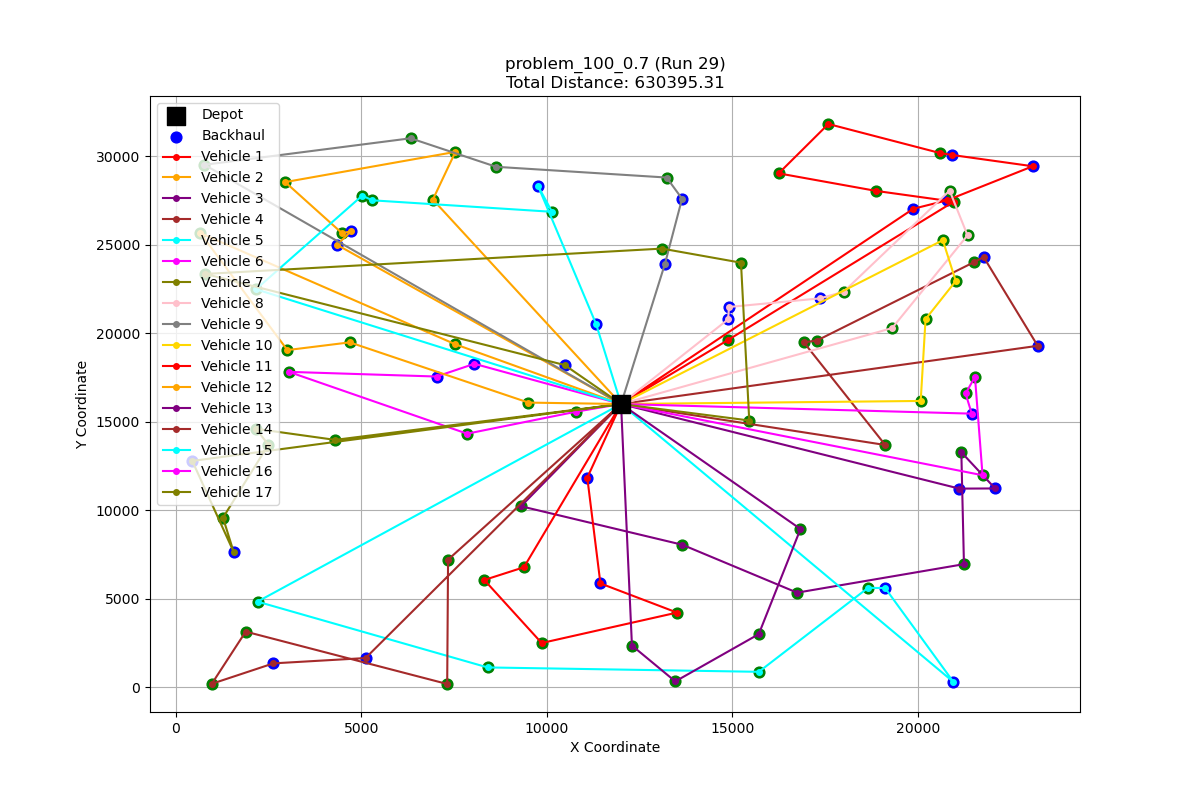 problem_100_0.7 (Run 29)
Total Distance: 630395.31
Depot
Backhaul
Vehicle 1
Vehicle 2
Vehicle 3
Vehicle 4
Vehicle 5
Vehicle 6
Vehicle 7
Vehicle 8
Vehicle 9
Vehicle 10
Vehicle 11
Vehicle 12
Vehicle 13
Vehicle 14
Vehicle 15
Vehicle 16
Vehicle 17
30000
25000
20000
15000
10000
5000
0
Y Coordinate
0 5000 10000 15000 20000
X Coordinate